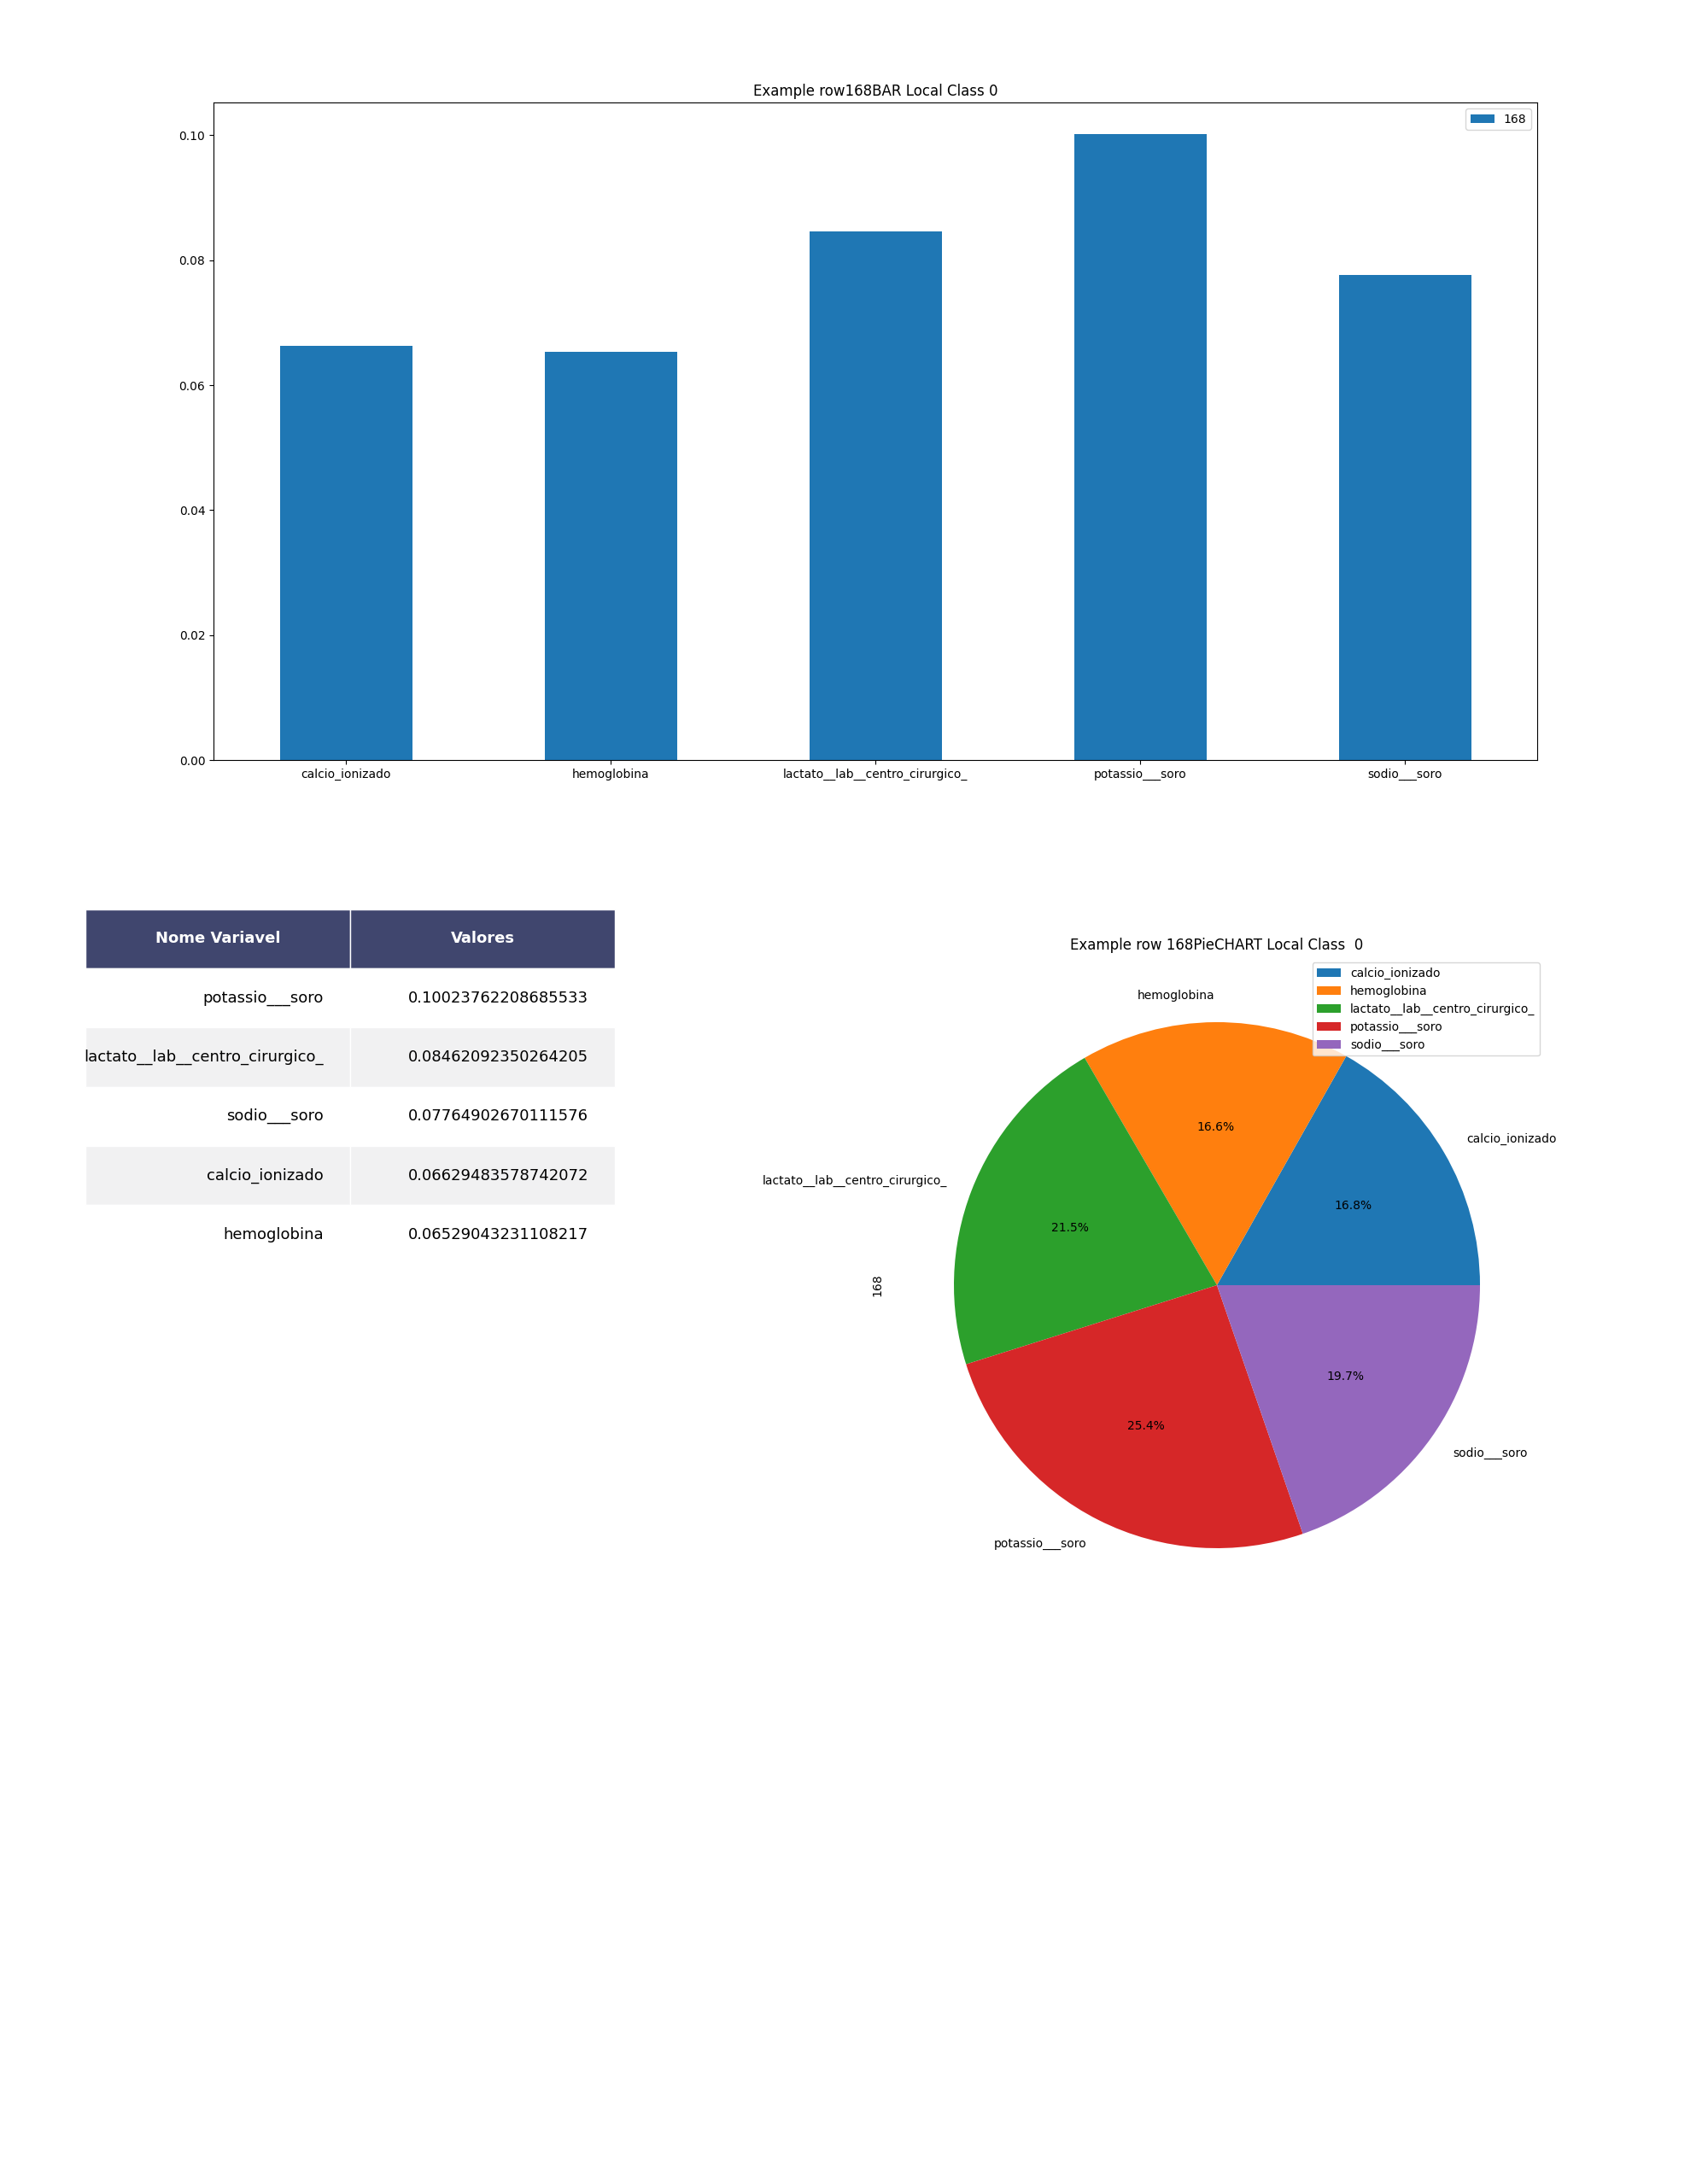 Example row168BAR Local Class 0
168
0.10
0.08
0.06
0.04
0.02
0.00
calcio_ionizado
hemoglobina
lactato__lab__centro_cirurgico_
potassio___soro
sodio___soro
Nome Variavel Valores
potassio___soro 0.10023762208685533
lactato__lab__centro_cirurgico_ 0.08462092350264205
sodio___soro 0.07764902670111576
calcio_ionizado 0.06629483578742072
hemoglobina 0.06529043231108217
Example row 168PieCHART Local Class  0
calcio_ionizado
hemoglobina
lactato__lab__centro_cirurgico_
potassio___soro
sodio___soro
hemoglobina
16.6%
calcio_ionizado
16.8%
lactato__lab__centro_cirurgico_
21.5%
168
19.7%
25.4%
sodio___soro
potassio___soro